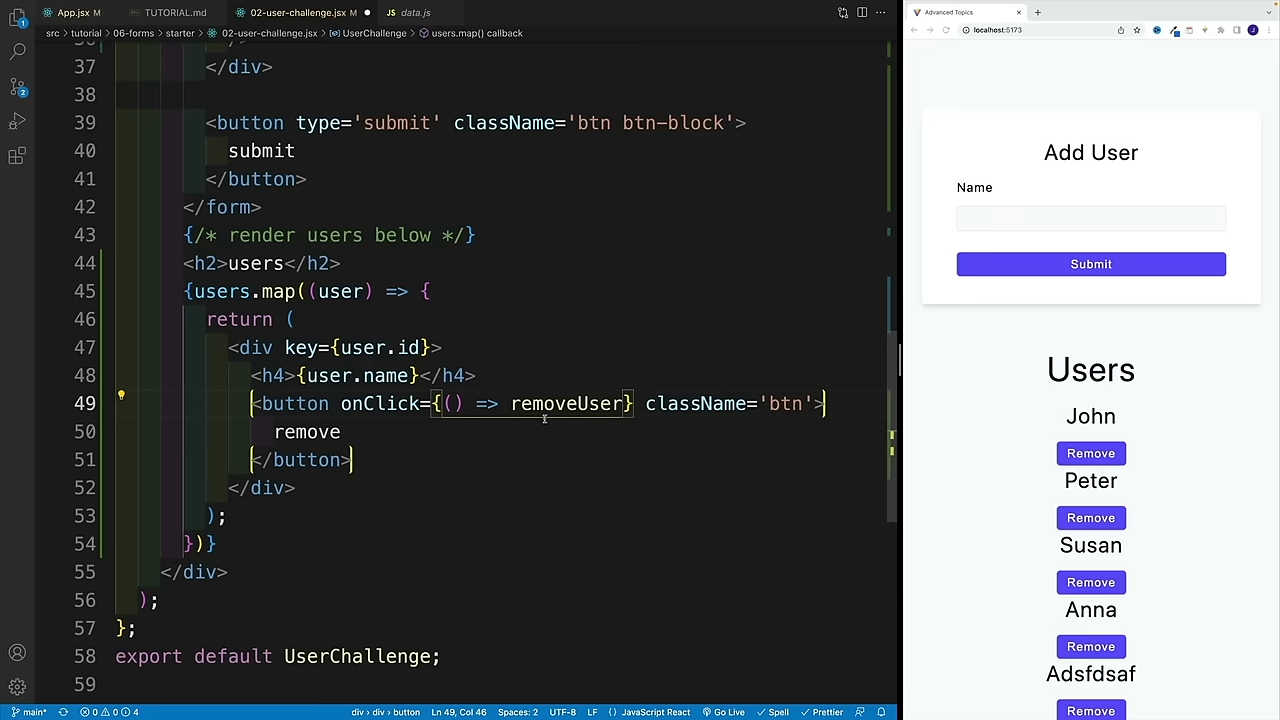 App.jsx M
TUTORIAL.md
02-user-challenge.jsx M
JS data.js
src > tutorial > 06-forms > starter > 02-user-challenge.jsx > UserChallenge > users.map() callback
37 </div>
38
39 <button type='submit' className='btn btn-block'>
40 submit
41 </button>
42 </form>
43 {/* render users below */}
44 <h2>users</h2>
45 {users.map((user) => {
46 return (
47 <div key={user.id}>
48 <h4>{user.name}</h4>
49 <button onClick={() => removeUser} className='btn'>
50 remove
51 </button>
52 </div>
53 );
54 })}
55 </div>
56 );
57 };
58 export default UserChallenge;
59
1
2
main* 0 0 4
div > div > button
Ln 49, Col 46
Spaces: 2
UTF-8
LF
{ } JavaScript React
Go Live
Spell
Prettier
Advanced Topics
localhost:5173
J
Add User
Name
Submit
Users
John
Remove
Peter
Remove
Susan
Remove
Anna
Remove
Adsfdsaf
Remove